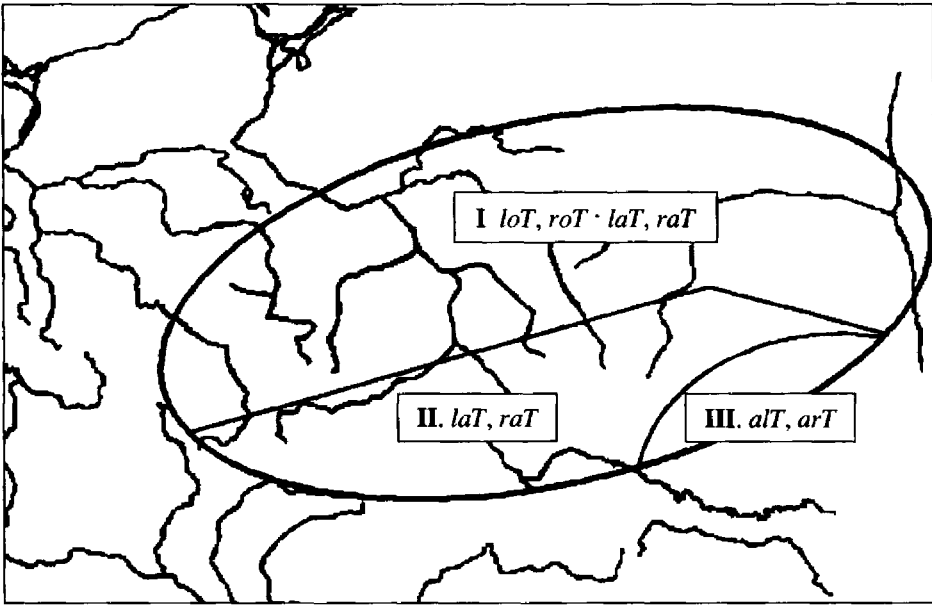 I loT, roT · laT, raT
II. laT, raT
III. alT, arT